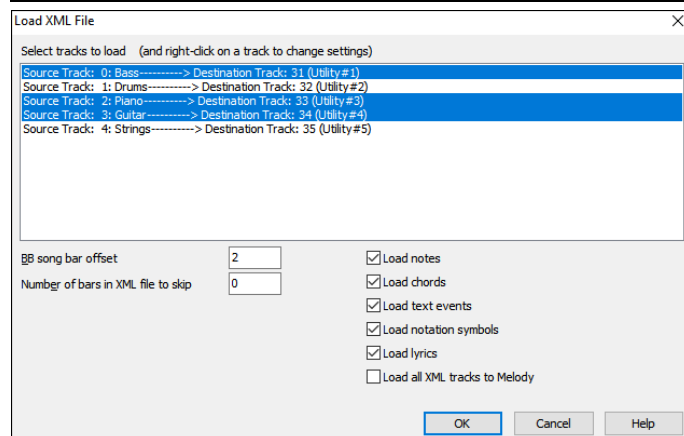 Load XML File
Select tracks to load (and right-click on a track to change settings)
Source Track: 0: Bass----------> Destination Track: 31 (Utility#1)
Source Track: 1: Drums----------> Destination Track: 32 (Utility#2)
Source Track: 2: Piano----------> Destination Track: 33 (Utility#3)
Source Track: 3: Guitar----------> Destination Track: 34 (Utility#4)
Source Track: 4: Strings----------> Destination Track: 35 (Utility#5)
BB song bar offset 2
Number of bars in XML file to skip 0
Load notes
Load chords
Load text events
Load notation symbols
Load lyrics
Load all XML tracks to Melody
OK Cancel Help